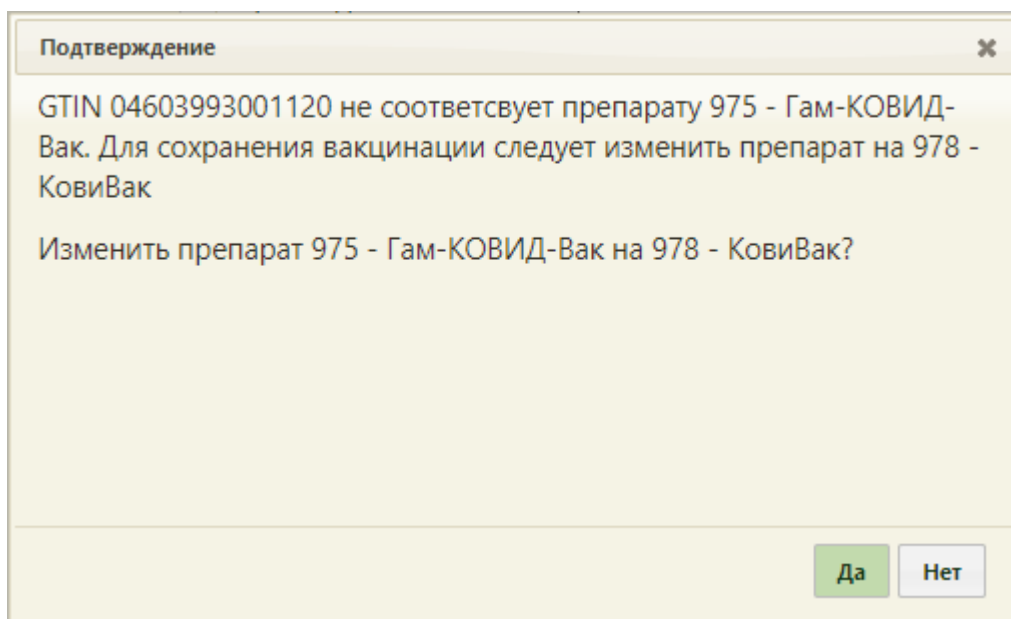 Подтверждение
GTIN 04603993001120 не соответсвует препарату 975 - Гам-КОВИД-
Вак. Для сохранения вакцинации следует изменить препарат на 978 -
КовиВак
Изменить препарат 975 - Гам-КОВИД-Вак на 978 - КовиВак?
Да Нет